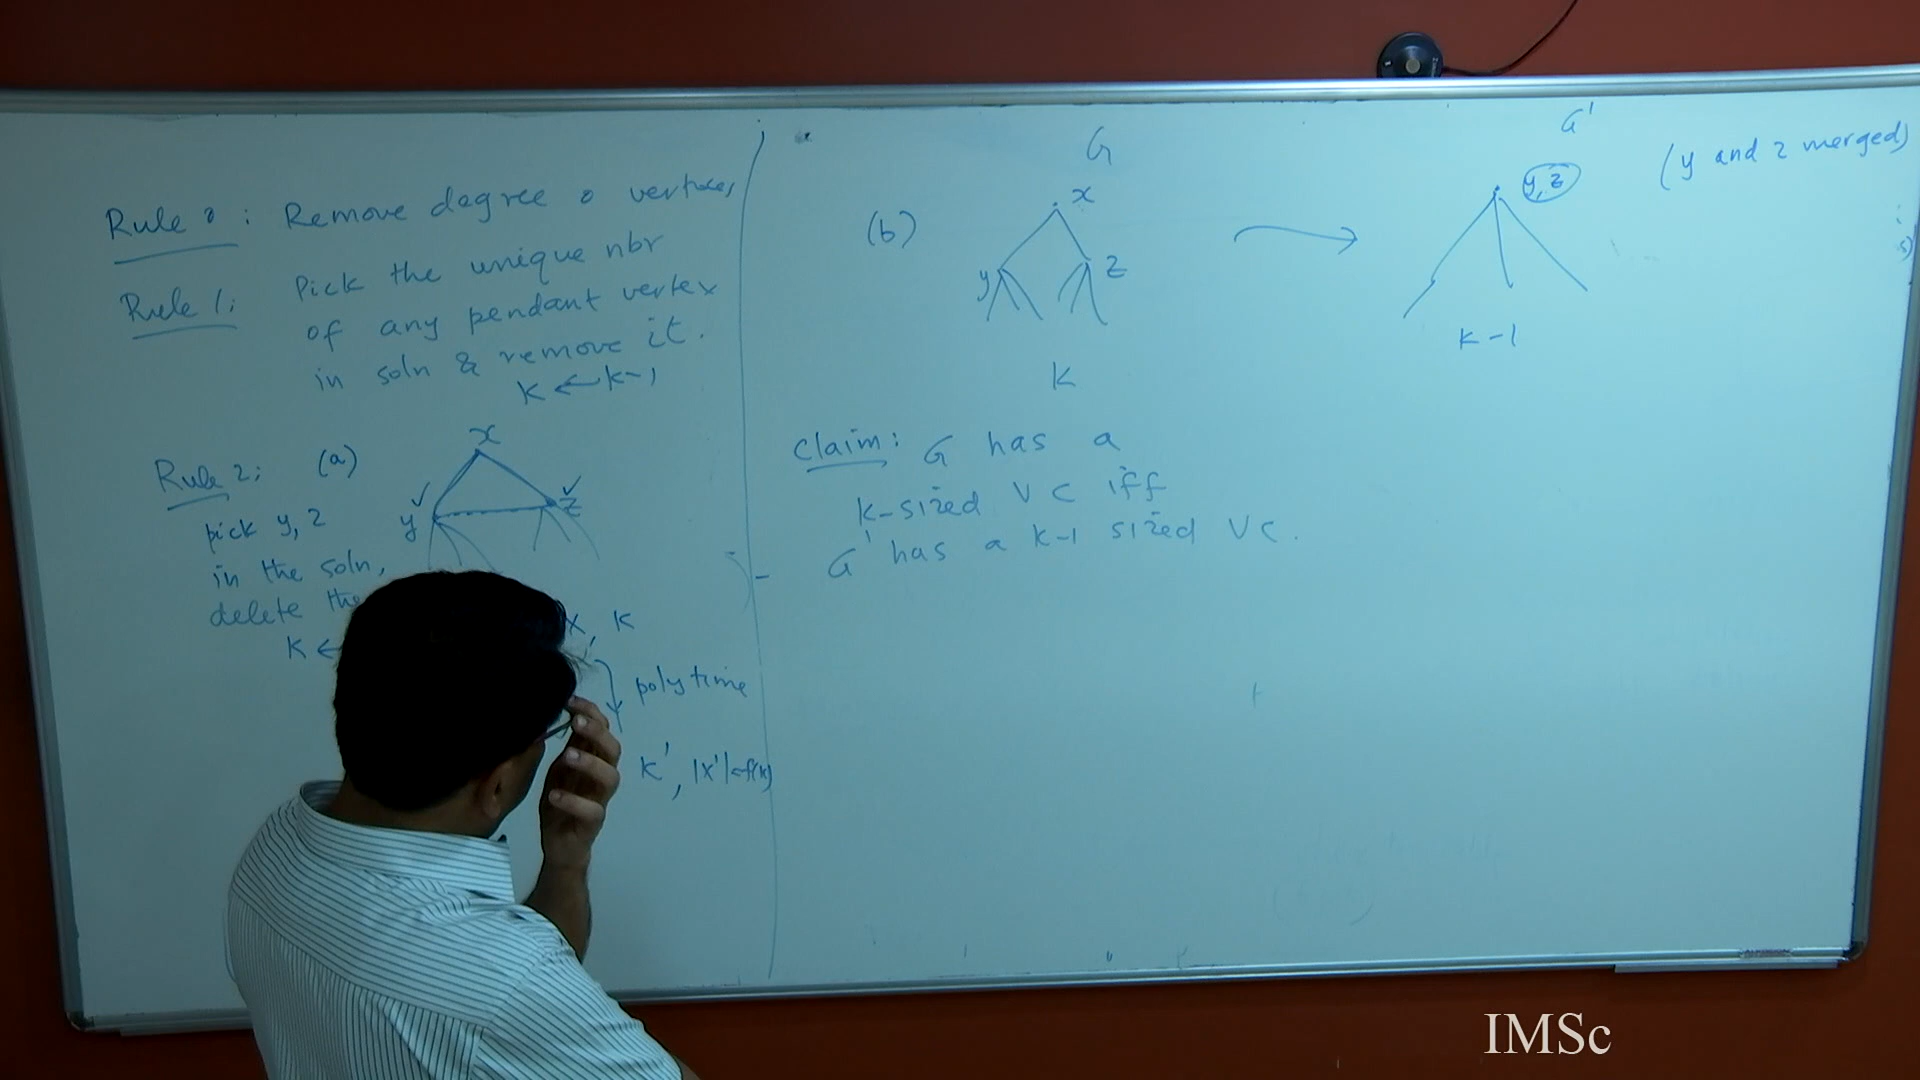 Rule 0: Remove degree 0 vertices
Rule 1: Pick the unique nbr
of any pendant vertex
in soln & remove it.
K ← K-1
Rule 2; (a)
x
y
z
pick y, z
in the soln,
delete the
K ←
x, K
poly time
K', |x'| ≤ f(k)
G
(b)
x
y
z
K
G'
y, z
(y and z merged)
K-1
Claim: G has a
K-sized VC iff
G' has a K-1 sized VC.
IMSc